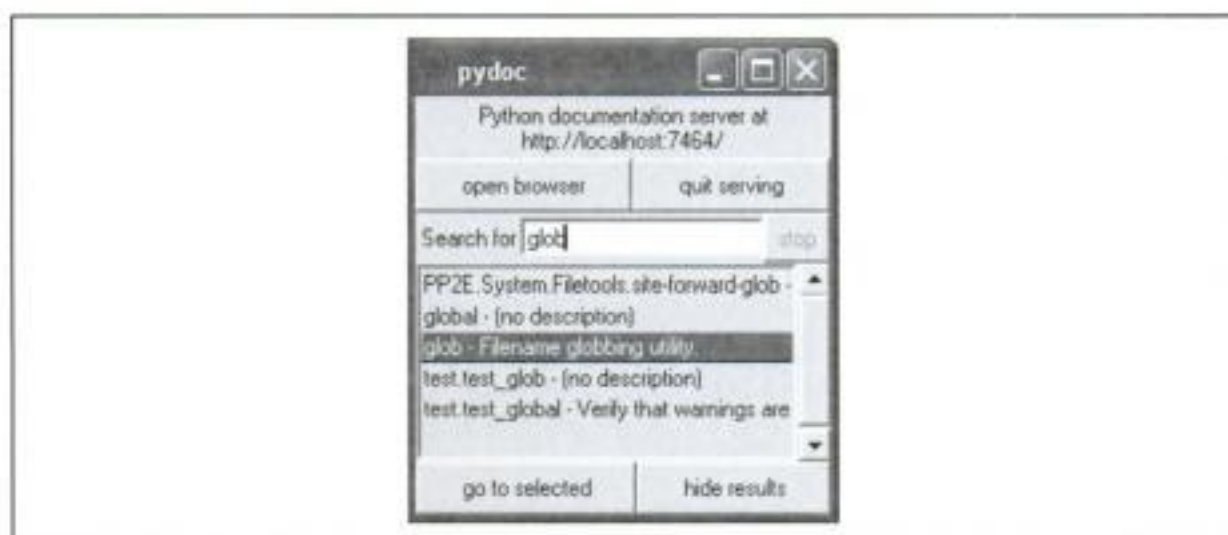 pydoc
Python documentation server at
http://localhost:7464/
open browser quit serving
Search for glob stop
PP2E.System.Filetools.site-forward-glob -
global - (no description)
glob - Filename globbing utility.
test.test_glob - (no description)
test.test_global - Verify that warnings are
go to selected hide results